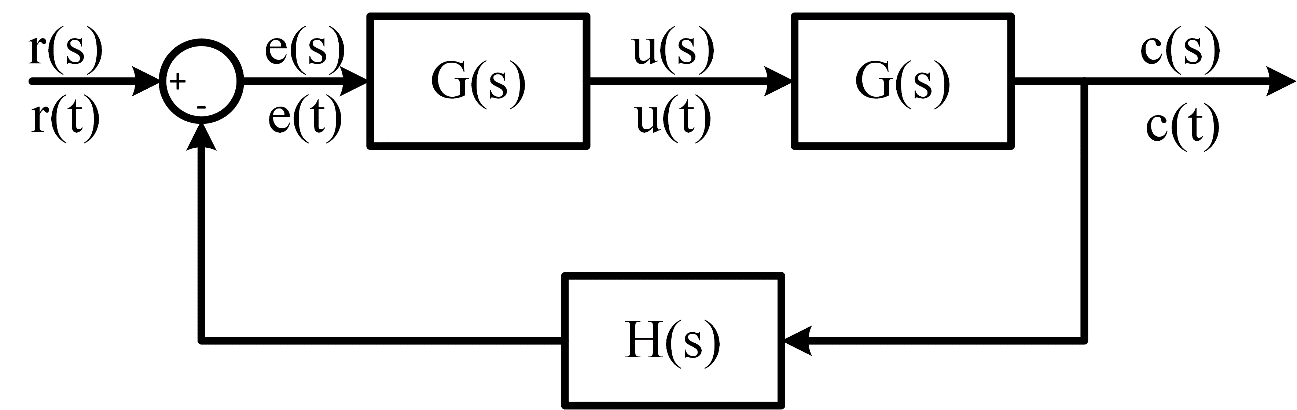 r(s)
r(t)
+
-
e(s)
e(t)
G(s)
u(s)
u(t)
G(s)
c(s)
c(t)
H(s)